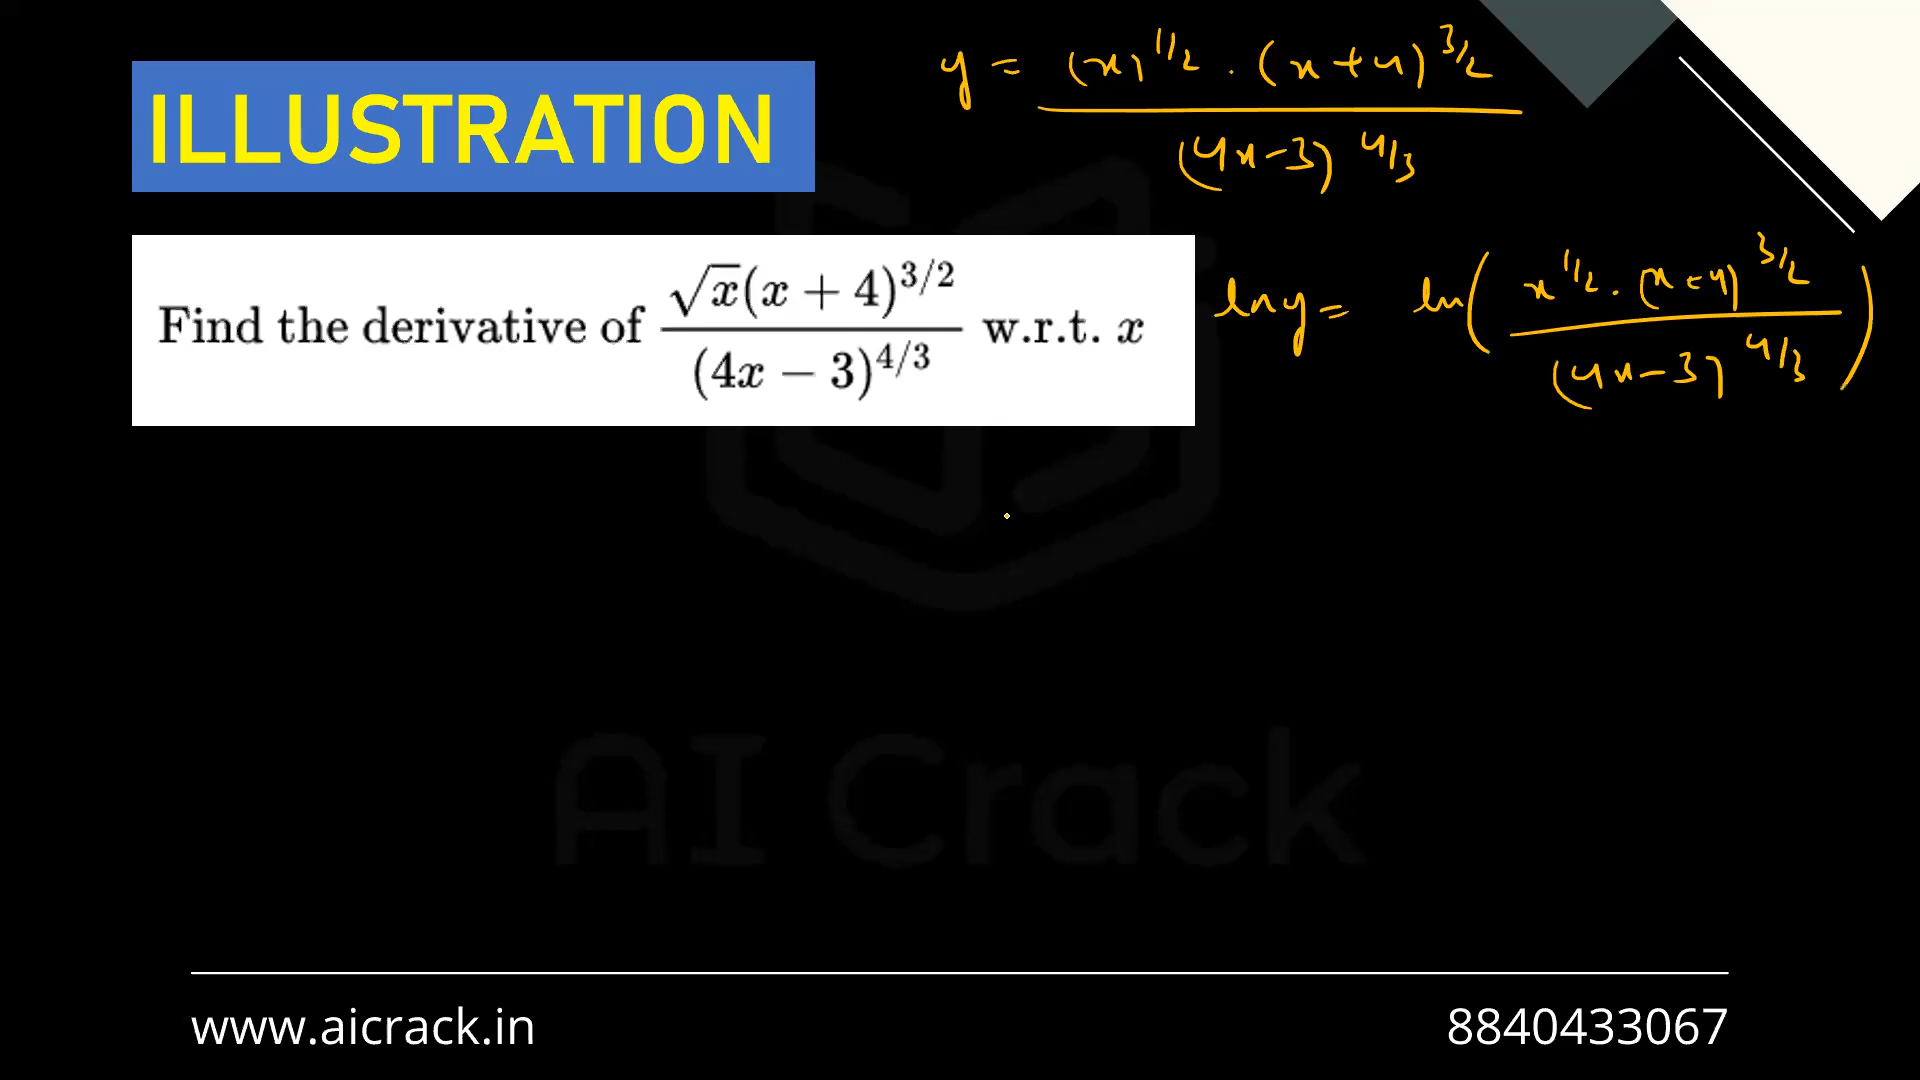 ILLUSTRATION
y = (x)^{1/2} . (x+4)^{3/2} / (4x-3)^{4/3}
Find the derivative of √x(x + 4)^{3/2} / (4x − 3)^{4/3} w.r.t. x
ln y = ln( x^{1/2} . (x+4)^{3/2} / (4x-3)^{4/3} )
AI Crack
www.aicrack.in
8840433067